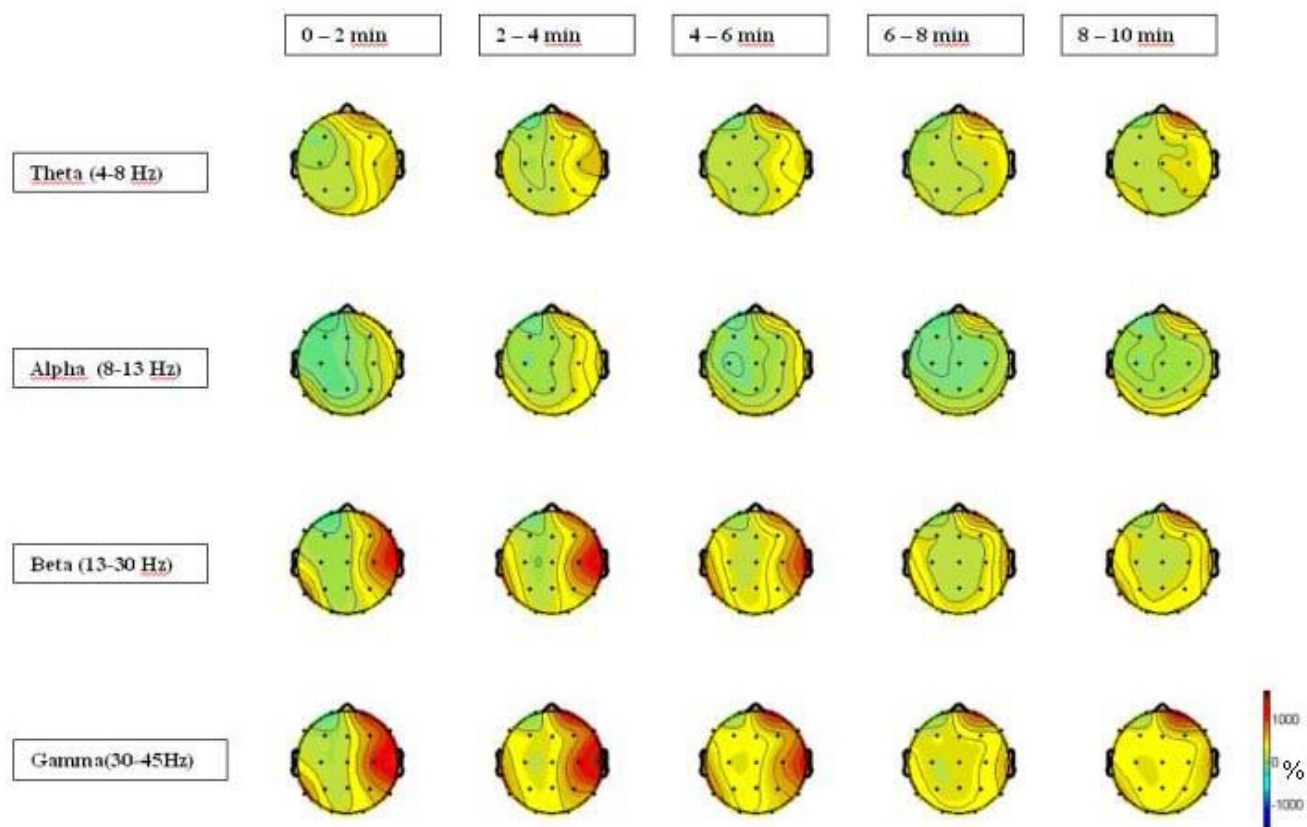 0 – 2 min
2 – 4 min
4 – 6 min
6 – 8 min
8 – 10 min
Theta (4-8 Hz)
Alpha (8-13 Hz)
Beta (13-30 Hz)
Gamma(30-45Hz)
1000
0
%
-1000